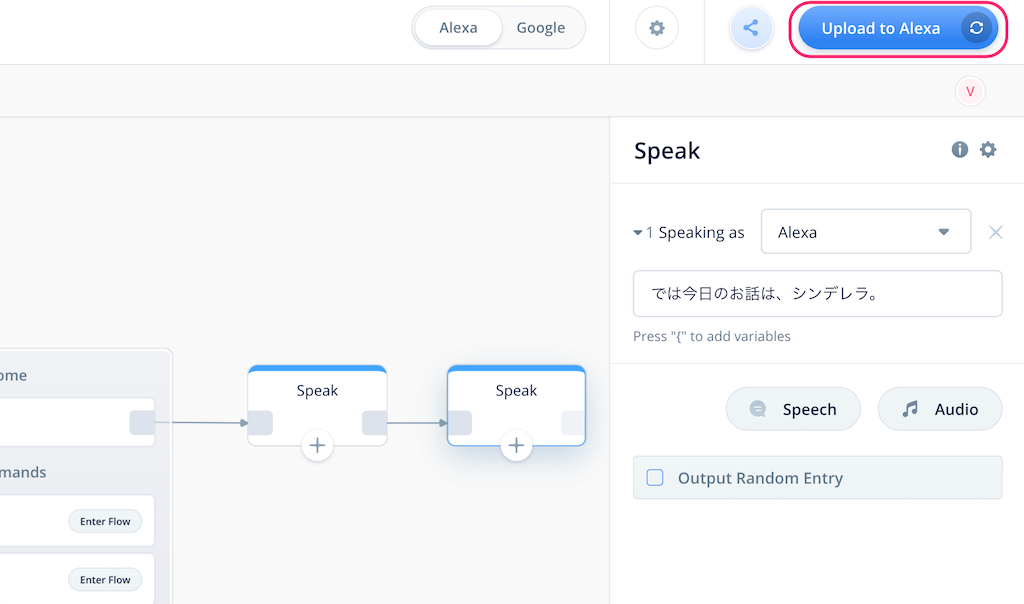 Alexa
Google
Upload to Alexa
V
Speak
1 Speaking as
Alexa
では今日のお話は、シンデレラ。
Press "{" to add variables
ome
Speak
Speak
Speech
Audio
mands
Output Random Entry
Enter Flow
Enter Flow